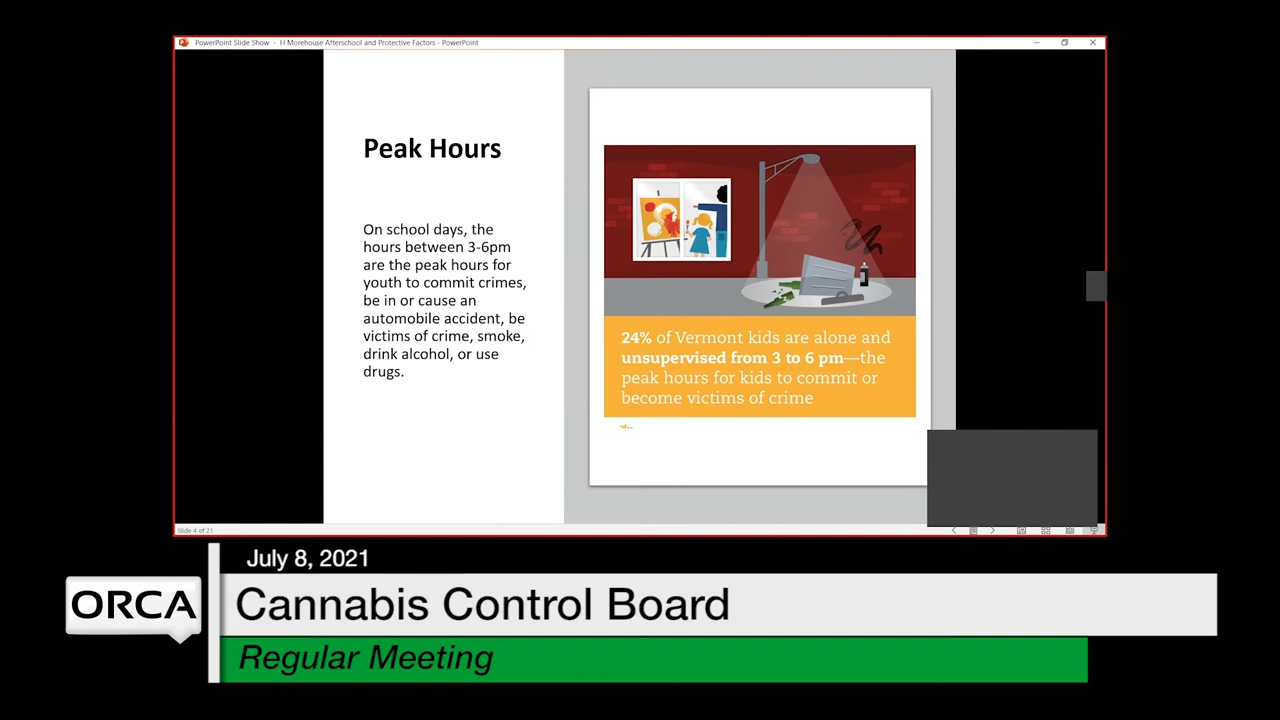 PowerPoint Slide Show - H Morehouse Afterschool and Protective Factors - PowerPoint
Peak Hours
On school days, the
hours between 3-6pm
are the peak hours for
youth to commit crimes,
be in or cause an
automobile accident, be
victims of crime, smoke,
drink alcohol, or use
drugs.
24% of Vermont kids are alone and
unsupervised from 3 to 6 pm—the
peak hours for kids to commit or
become victims of crime
Slide 4 of 21
July 8, 2021
ORCA
Cannabis Control Board
Regular Meeting